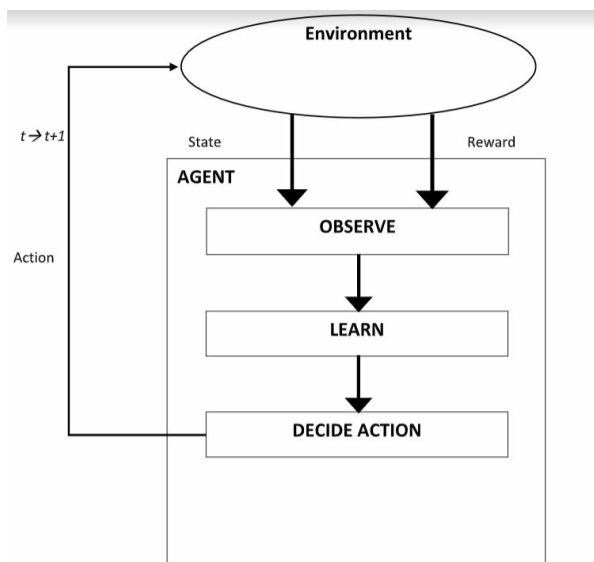 Environment
t→t+1
State
Reward
AGENT
OBSERVE
Action
LEARN
DECIDE ACTION